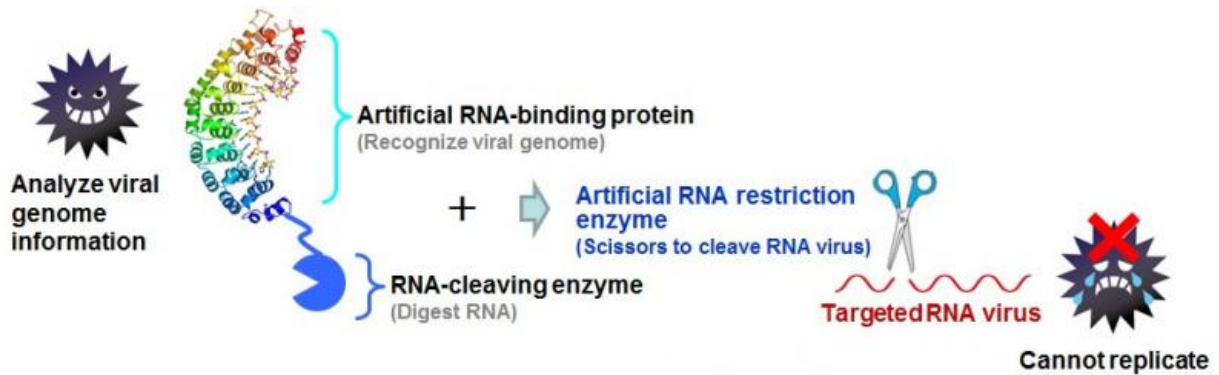 Analyze viral
genome
information
Artificial RNA-binding protein
(Recognize viral genome)
+
RNA-cleaving enzyme
(Digest RNA)
Artificial RNA restriction
enzyme
(Scissors to cleave RNA virus)
Targeted RNA virus
Cannot replicate